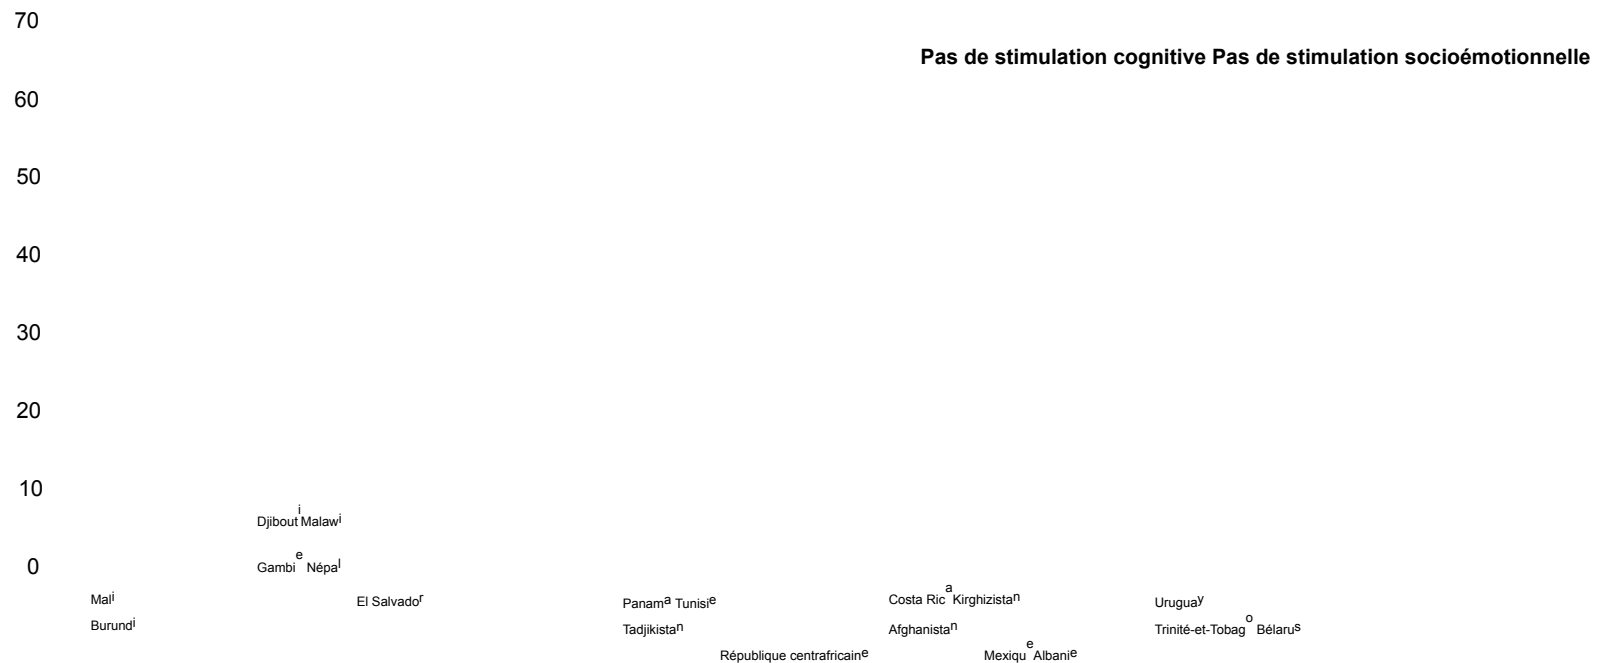 70
Pas de stimulation cognitive Pas de stimulation socioémotionnelle
60
50
40
30
20
10
Djibouti Malawi
0
Gambie Népal
Mali
El Salvador
Panama Tunisie
Costa Rica Kirghizistan
Uruguay
Burundi
Tadjikistan
Afghanistan
Trinité-et-Tobago Bélarus
République centrafricaine
Mexique Albanie